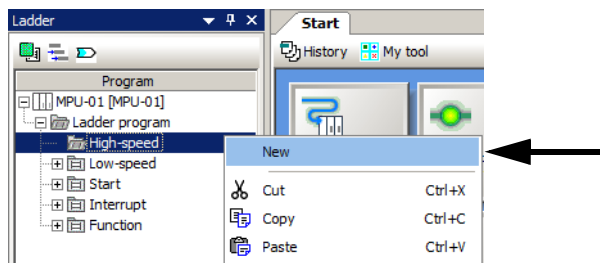 Ladder
Start
History My tool
Program
MPU-01 [MPU-01]
Ladder program
High-speed
Low-speed
Start
Interrupt
Function
New
Cut Ctrl+X
Copy Ctrl+C
Paste Ctrl+V